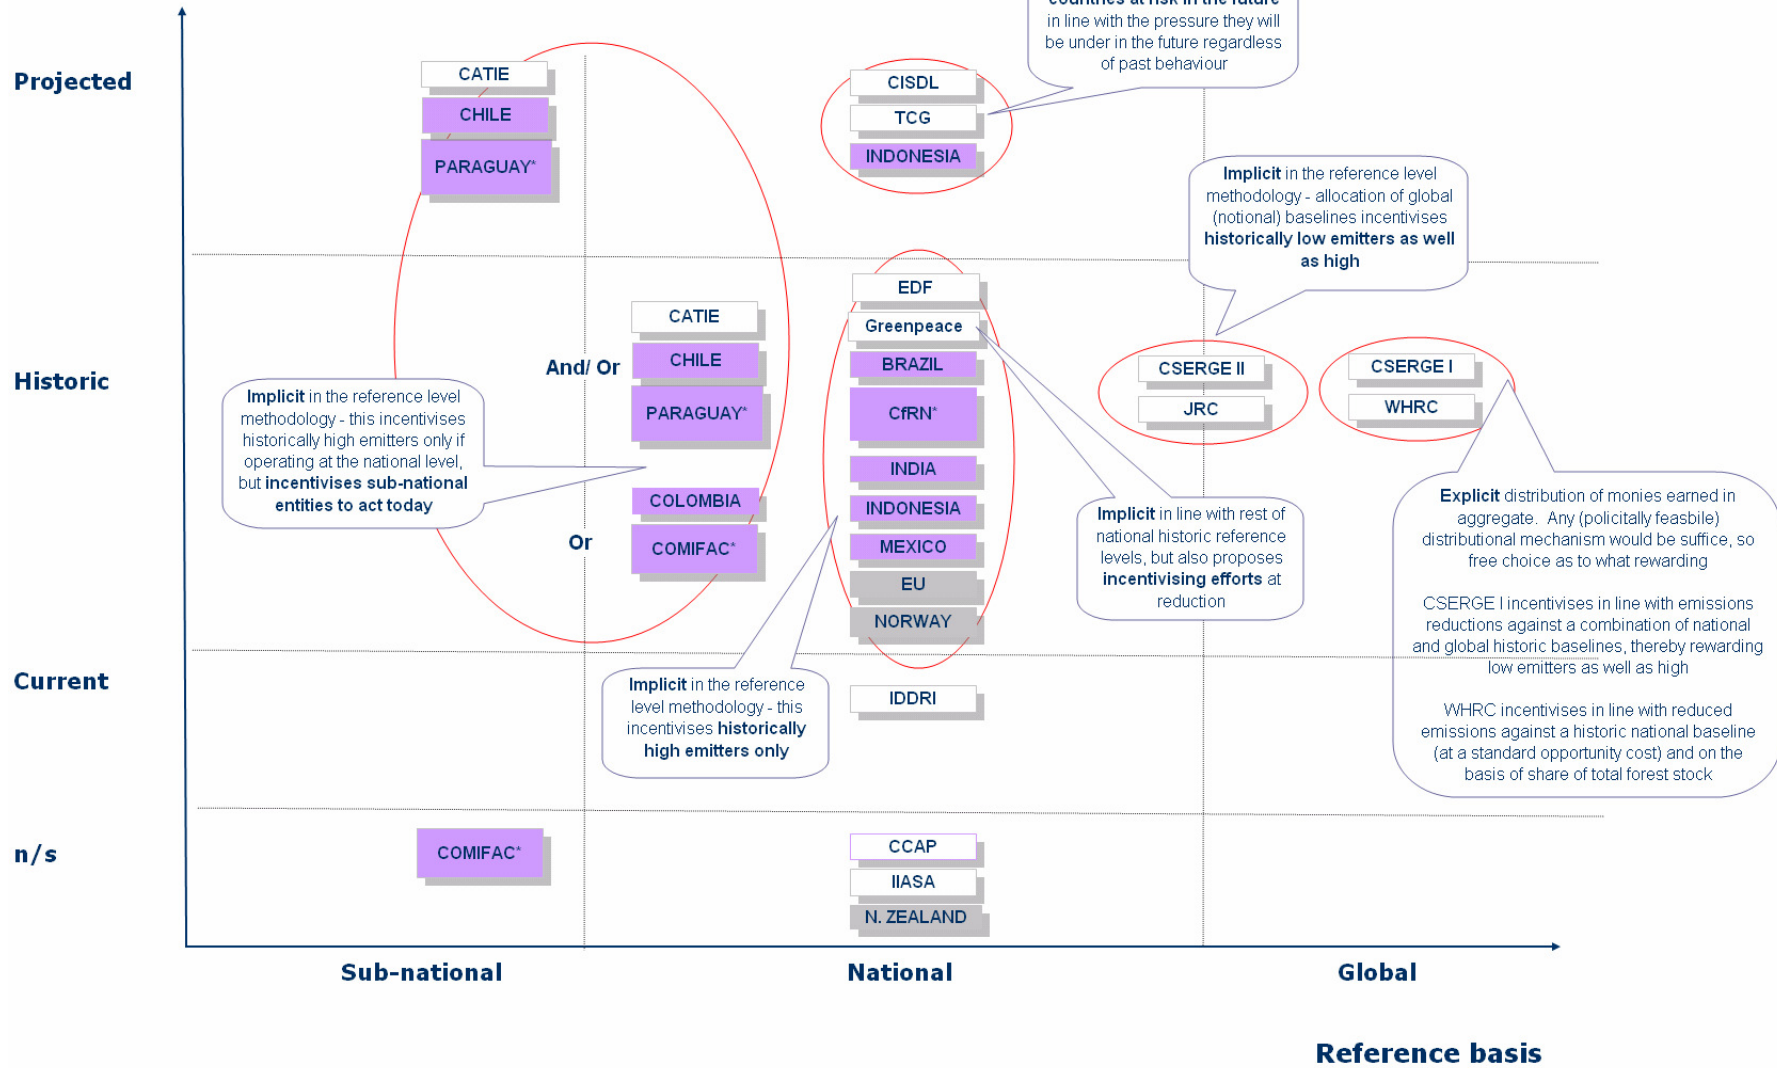 countries at risk in the future
in line with the pressure they will
be under in the future regardless
of past behaviour
Projected
CATIE
CHILE
PARAGUAY*
CISDL
TCG
INDONESIA
Implicit in the reference level
methodology - allocation of global
(notional) baselines incentivises
historically low emitters as well
as high
Historic
And/ Or
Or
CATIE
CHILE
PARAGUAY*
COLOMBIA
COMIFAC*
EDF
Greenpeace
BRAZIL
CfRN*
INDIA
INDONESIA
MEXICO
EU
NORWAY
CSERGE II
JRC
CSERGE I
WHRC
Implicit in the reference level
methodology - this incentivises
historically high emitters only if
operating at the national level,
but incentivises sub-national
entities to act today
Implicit in line with rest of
national historic reference
levels, but also proposes
incentivising efforts at
reduction
Explicit distribution of monies earned in
aggregate. Any (policitally feasbile)
distributional mechanism would be suffice, so
free choice as to what rewarding
CSERGE I incentivises in line with emissions
reductions against a combination of national
and global historic baselines, thereby rewarding
low emitters as well as high
WHRC incentivises in line with reduced
emissions against a historic national baseline
(at a standard opportunity cost) and on the
basis of share of total forest stock
Current
Implicit in the reference
level methodology - this
incentivises historically
high emitters only
IDDRI
n/s
COMIFAC*
CCAP
IIASA
N. ZEALAND
Sub-national
National
Global
Reference basis